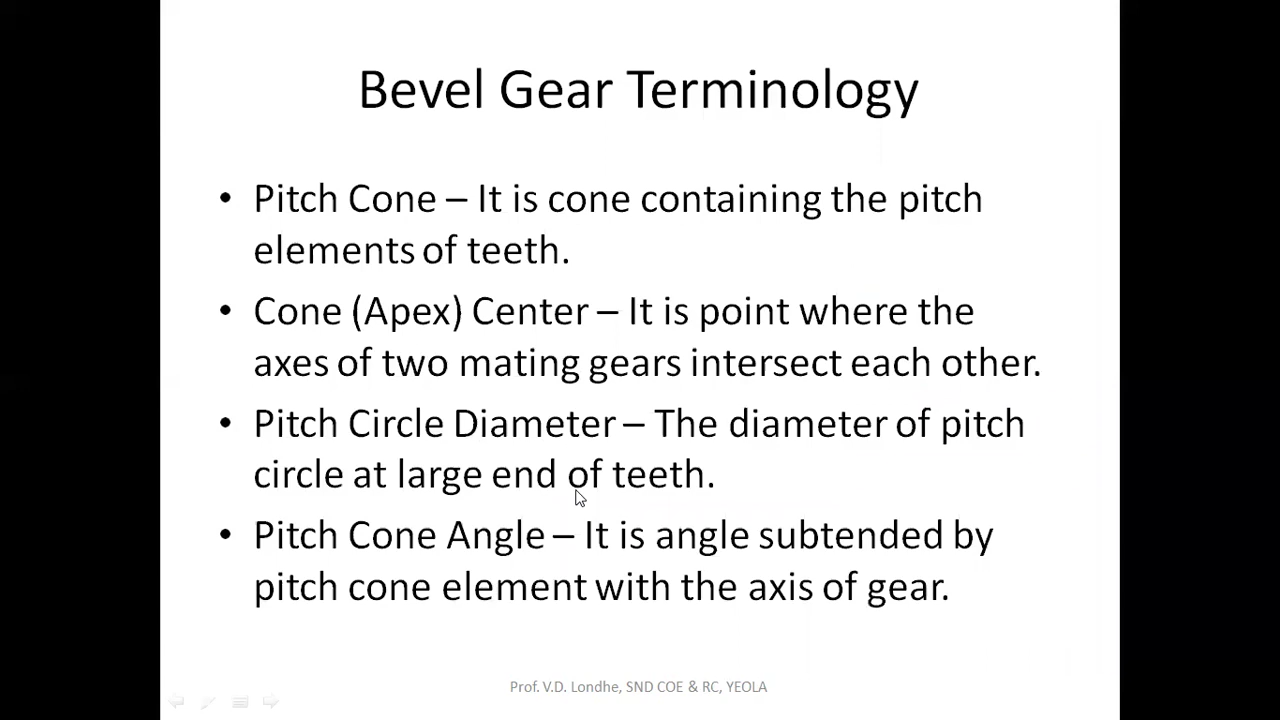 Bevel Gear Terminology
• Pitch Cone – It is cone containing the pitch
elements of teeth.
• Cone (Apex) Center – It is point where the
axes of two mating gears intersect each other.
• Pitch Circle Diameter – The diameter of pitch
circle at large end of teeth.
• Pitch Cone Angle – It is angle subtended by
pitch cone element with the axis of gear.
Prof. V.D. Londhe, SND COE & RC, YEOLA